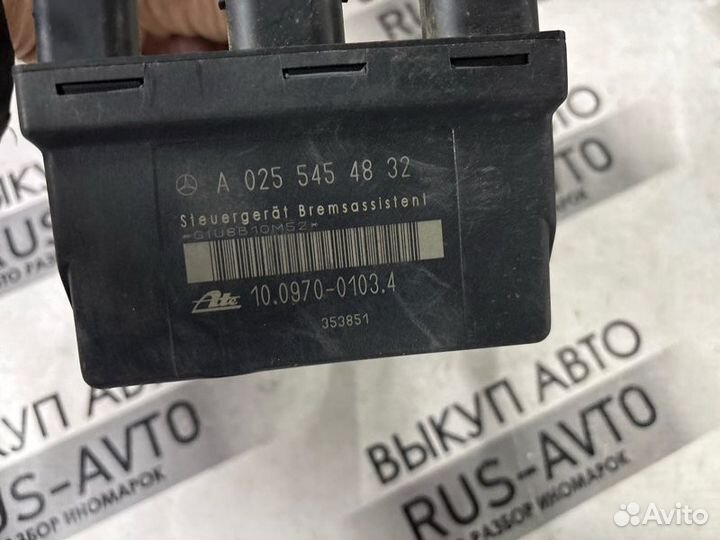 A 025 545 48 32
Steuergerät Bremsassistent
*G1U8B10M52*
Ate 10.0970-0103.4
353851
ВЫКУП АВТО
RUS-AVTO
РАЗБОР ИНОМАРОК
ВЫКУП АВТО
RUS-AVTO
РАЗБОР ИНОМАРОК
Avito